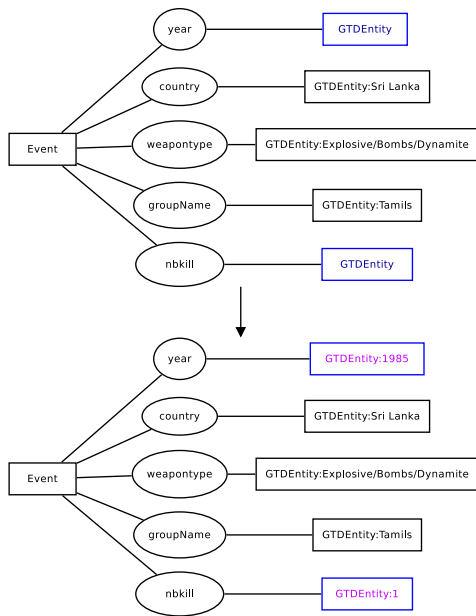 year
GTDEntity
country
GTDEntity:Sri Lanka
Event
weapontype
GTDEntity:Explosive/Bombs/Dynamite
groupName
GTDEntity:Tamils
nbkill
GTDEntity
year
GTDEntity:1985
country
GTDEntity:Sri Lanka
Event
weapontype
GTDEntity:Explosive/Bombs/Dynamite
groupName
GTDEntity:Tamils
nbkill
GTDEntity:1